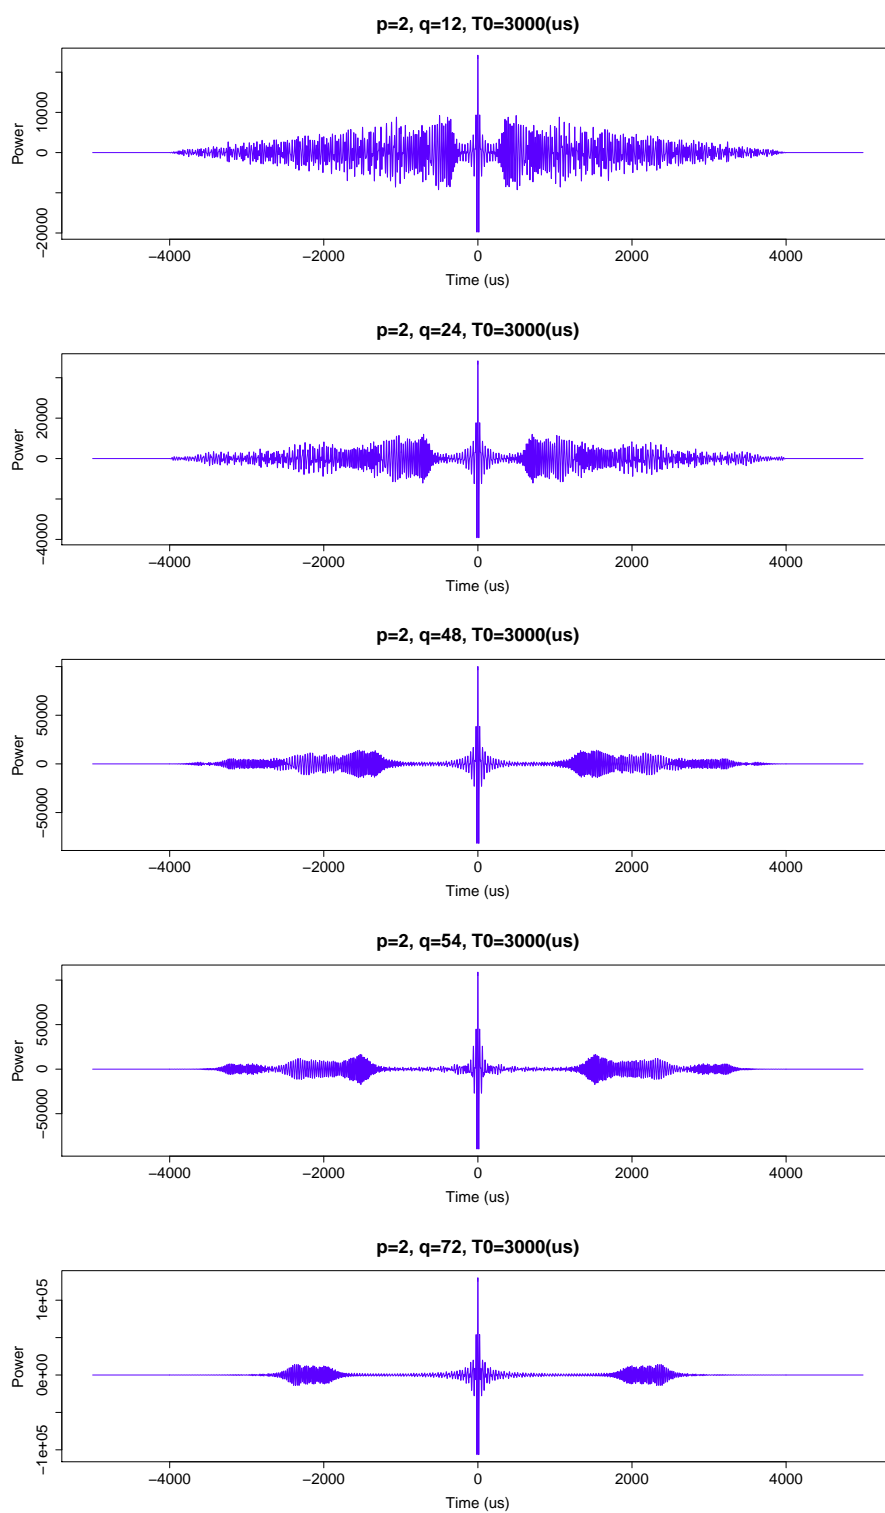 p=2, q=12, T0=3000(us)
Power
10000
0
−20000
−4000 −2000 0 2000 4000
Time (us)
p=2, q=24, T0=3000(us)
Power
20000
0
−40000
−4000 −2000 0 2000 4000
Time (us)
p=2, q=48, T0=3000(us)
Power
50000
0
−50000
−4000 −2000 0 2000 4000
Time (us)
p=2, q=54, T0=3000(us)
Power
50000
0
−50000
−4000 −2000 0 2000 4000
Time (us)
p=2, q=72, T0=3000(us)
Power
1e+05
0e+00
−1e+05
−4000 −2000 0 2000 4000
Time (us)